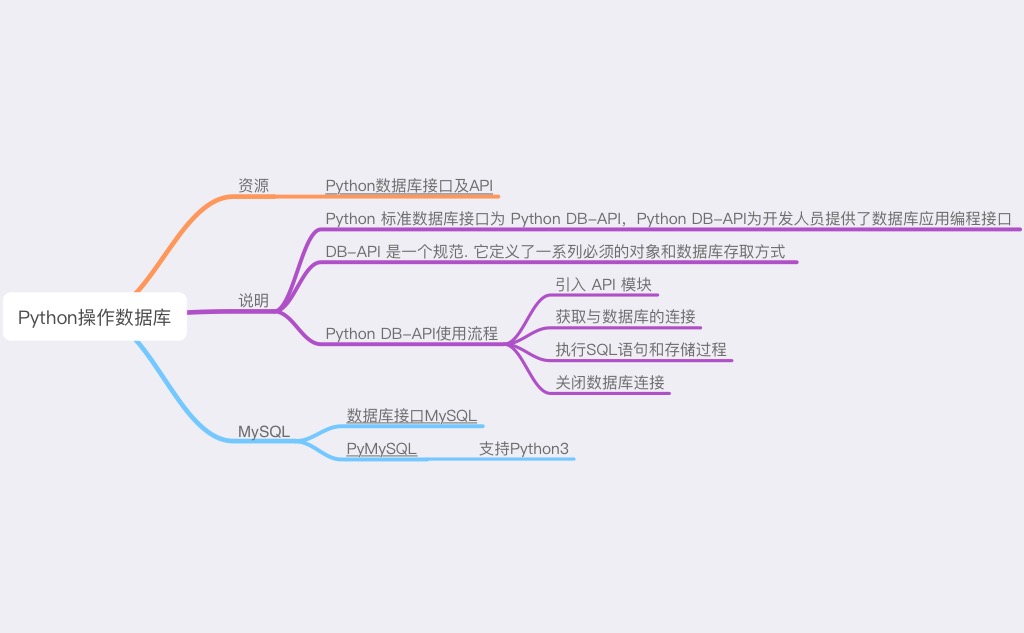 Python操作数据库
资源
Python数据库接口及API
说明
Python 标准数据库接口为 Python DB-API，Python DB-API为开发人员提供了数据库应用编程接口
DB-API 是一个规范. 它定义了一系列必须的对象和数据库存取方式
Python DB-API使用流程
引入 API 模块
获取与数据库的连接
执行SQL语句和存储过程
关闭数据库连接
MySQL
数据库接口MySQL
PyMySQL
支持Python3